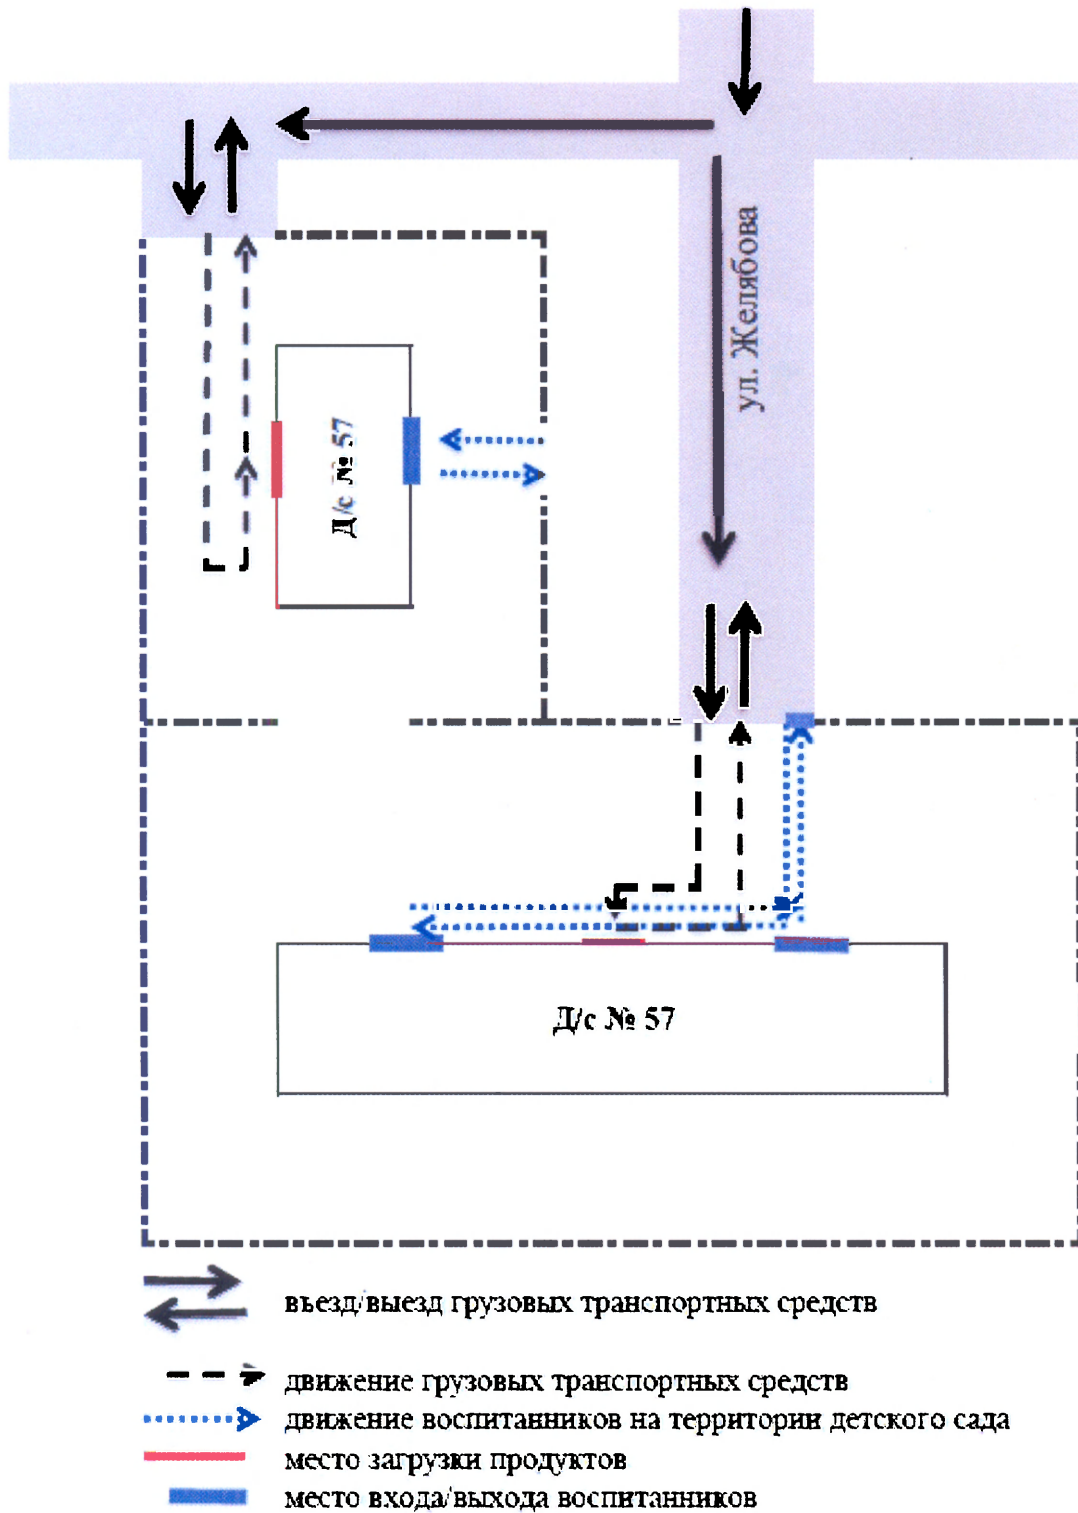 ул. Желябова
Д/с № 57
Д/с № 57
въезд/выезд грузовых транспортных средств
движение грузовых транспортных средств
движение воспитанников на территории детского сада
место загрузки продуктов
место входа/выхода воспитанников